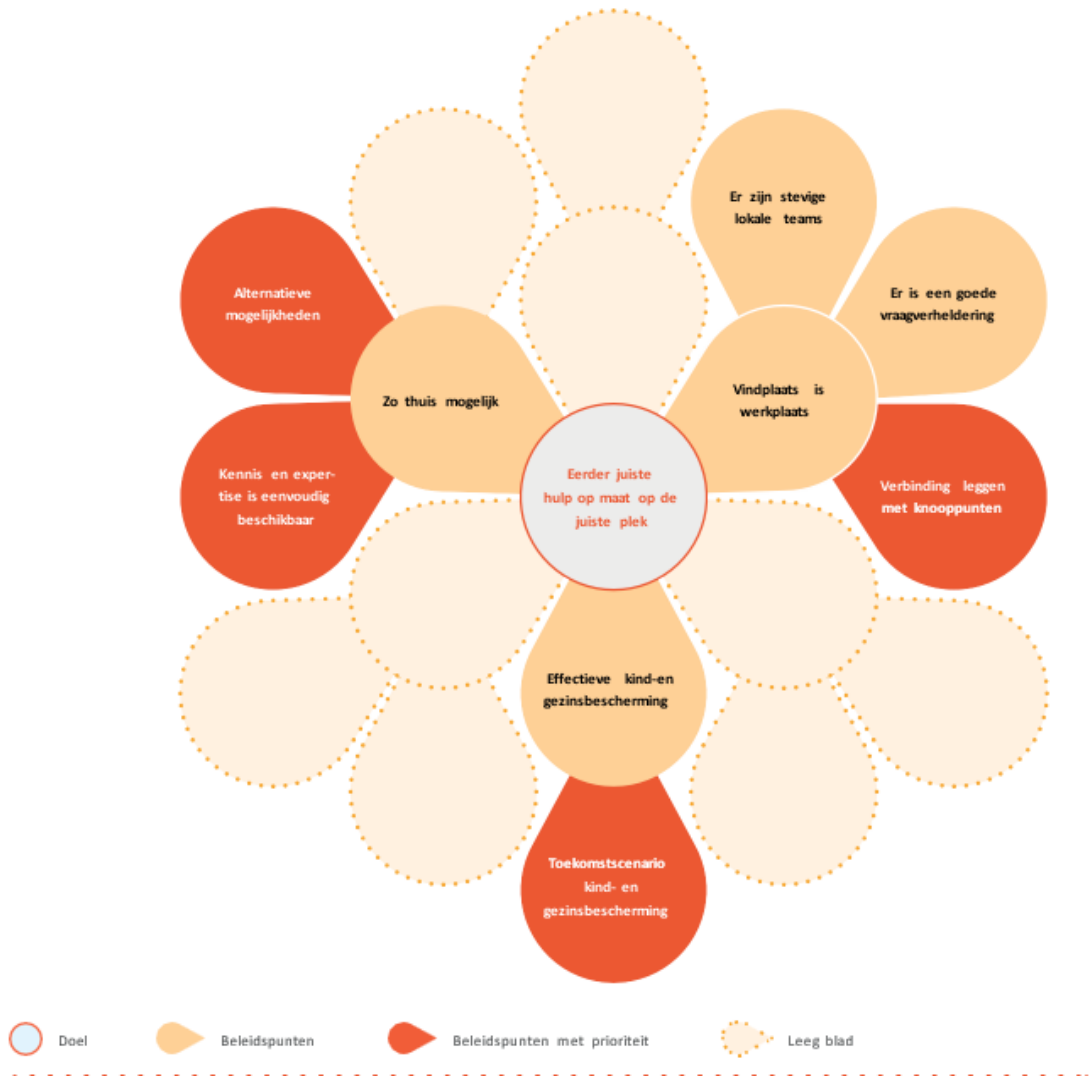 Er zijn stevige
lokale teams
Alternatieve
mogelijkheden
Er is een goede
vraagverheldering
Zo thuis mogelijk
Vindplaats is
werkplaats
Kennis en exper-
tise is eenvoudig
beschikbaar
Eerder juiste
hulp op maat op de
juiste plek
Verbinding leggen
met knooppunten
Effectieve kind-en
gezinsbescherming
Toekomstscenario
kind- en
gezinsbescherming
Doel
Beleidspunten
Beleidspunten met prioriteit
Leeg blad